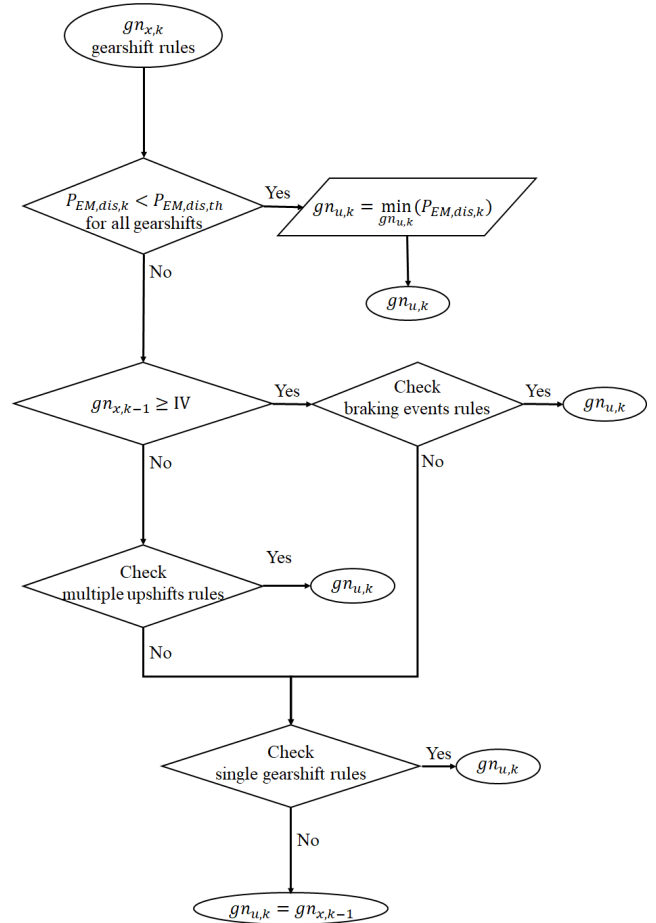 gn_{x,k}
gearshift rules
P_{EM,dis,k} < P_{EM,dis,th}
for all gearshifts
Yes
gn_{u,k} = min_{gn_{u,k}}(P_{EM,dis,k})
No
gn_{u,k}
gn_{x,k−1} ≥ IV
Yes
Check
braking events rules
Yes
gn_{u,k}
No
No
Check
multiple upshifts rules
Yes
gn_{u,k}
No
Check
single gearshift rules
Yes
gn_{u,k}
No
gn_{u,k} = gn_{x,k−1}